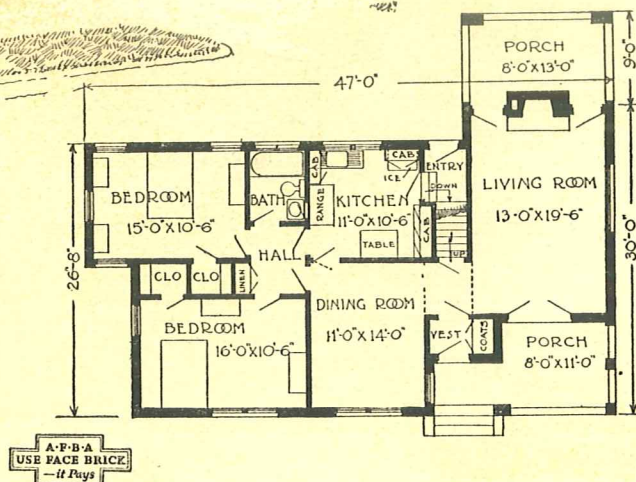 PORCH
8'-0"X13'-0"
9'-0"
47'-0"
CAB
CAB
ICE
ENTRY
DOWN
BEDROOM
15'-0"X10'-6"
BATH
RANGE
KITCHEN
11'-0"X10'-6"
TABLE
CAB
UP
LIVING ROOM
13-0"X19'-6"
30'-0"
26'-8"
HALL
CLO
CLO
LINEN
BEDROOM
16'-0"X10'-6"
DINING ROOM
11'-0"X14'-0"
VEST
COATS
PORCH
8'-0"X11'-0"
A·F·B·A
USE FACE BRICK
—it Pays